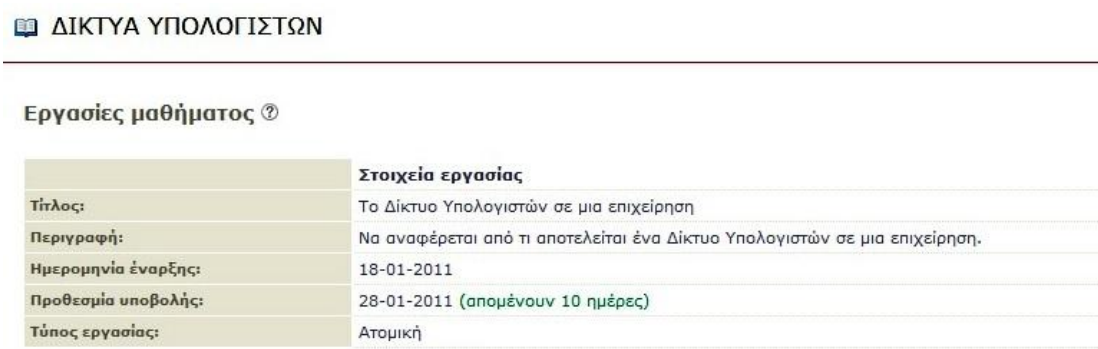 ΔΙΚΤΥΑ ΥΠΟΛΟΓΙΣΤΩΝ
Εργασίες μαθήματος
Στοιχεία εργασίας
Τίτλος: Το Δίκτυο Υπολογιστών σε μια επιχείρηση
Περιγραφή: Να αναφέρεται από τι αποτελείται ένα Δίκτυο Υπολογιστών σε μια επιχείρηση.
Ημερομηνία έναρξης: 18-01-2011
Προθεσμία υποβολής: 28-01-2011 (απομένουν 10 ημέρες)
Τύπος εργασίας: Ατομική